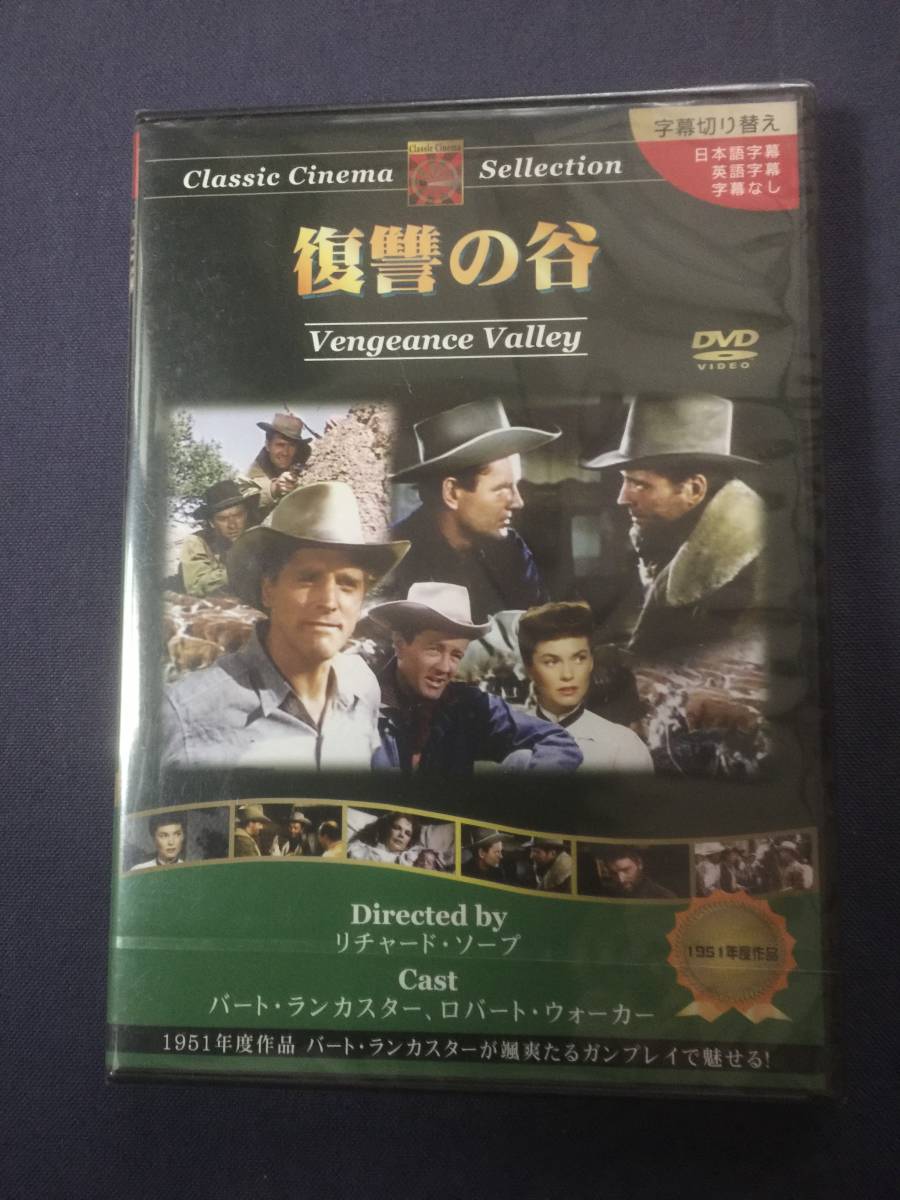 字幕切り替え
日本語字幕
英語字幕
字幕なし
Classic Cinema Classic Cinema Sellection
復讐の谷
Vengeance Valley
DVD
VIDEO
Directed by
リチャード・ソープ
Cast
バート・ランカスター、ロバート・ウォーカー
1951年度作品
1951年度作品 バート・ランカスターが颯爽たるガンプレイで魅せる!